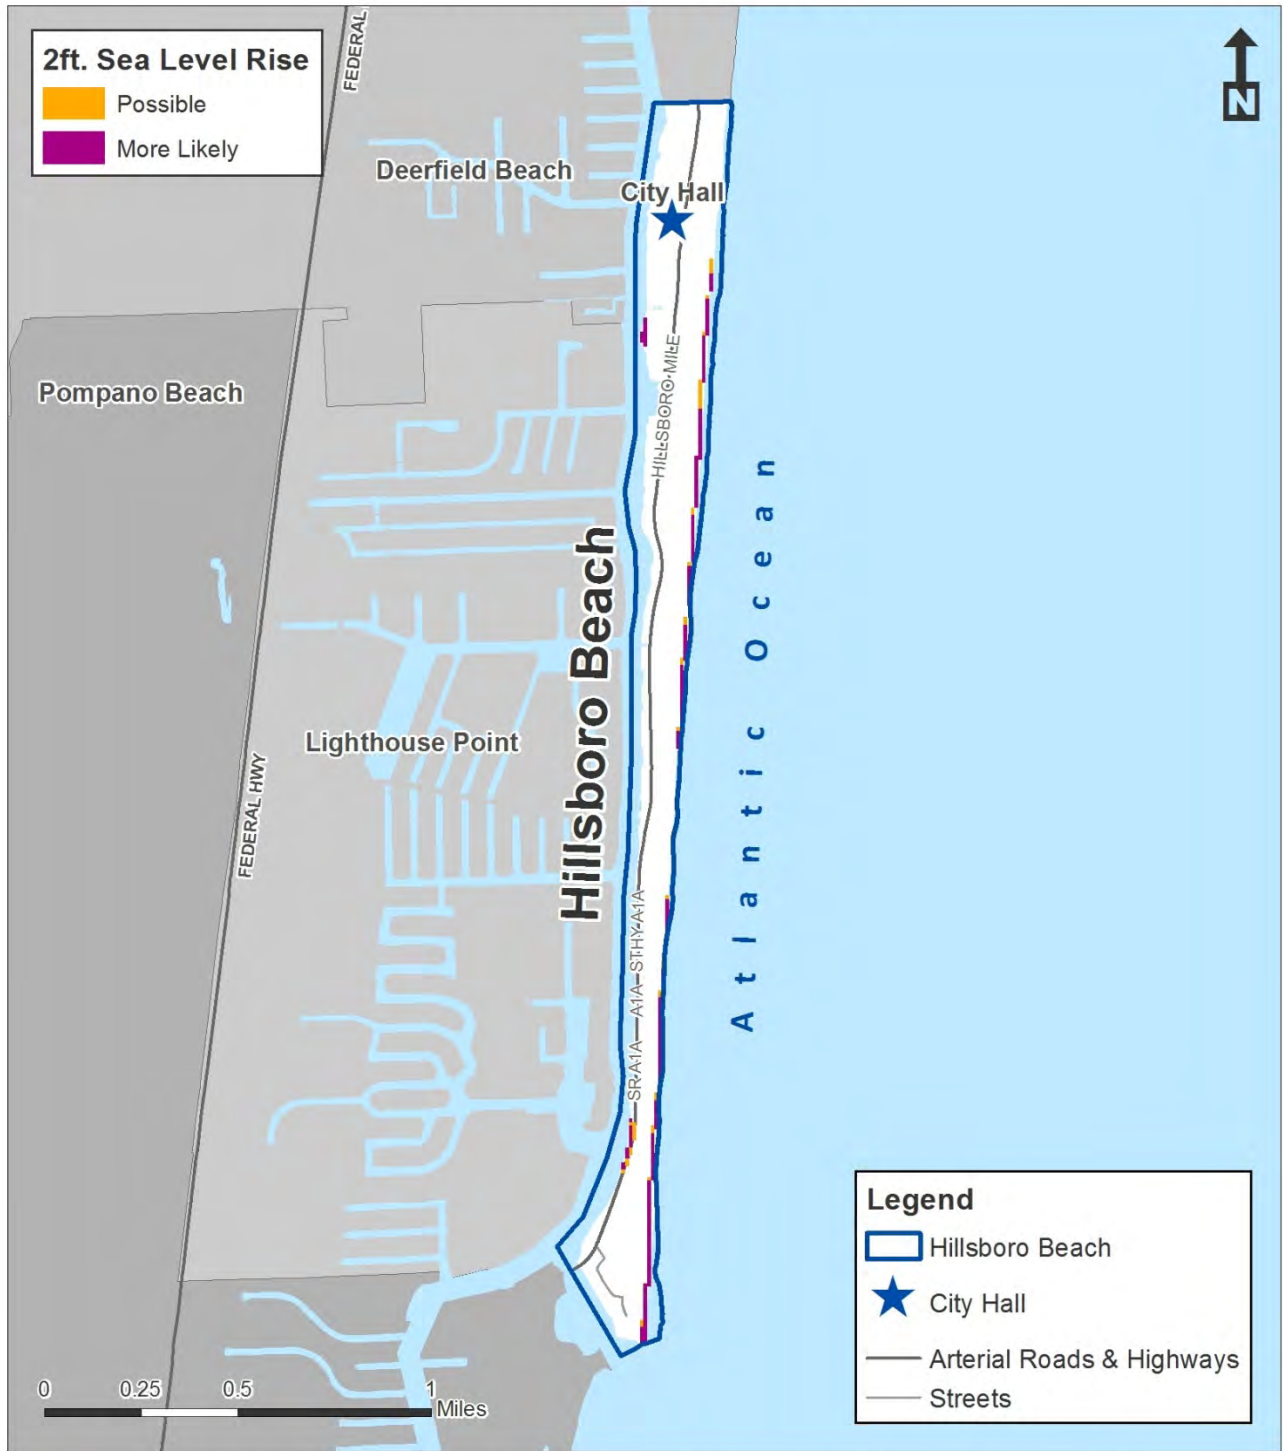 2ft. Sea Level Rise
Possible
More Likely
FEDERAL
N
Deerfield Beach
City Hall
HILLSBORO MILE
Pompano Beach
Atlantic Ocean
Hillsboro Beach
Lighthouse Point
FEDERAL HWY
SR A1A
A1A
STHY A1A
Legend
Hillsboro Beach
City Hall
Arterial Roads & Highways
Streets
0 0.25 0.5 1
Miles